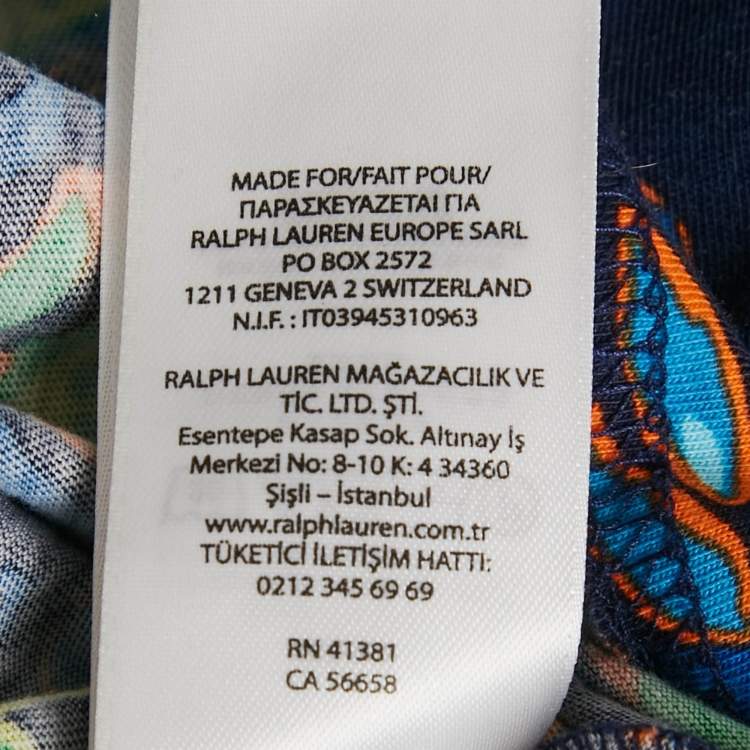 MADE FOR/FAIT POUR/
ΠΑΡΑΣΚΕΥΑΖΕΤΑΙ ΓΙΑ
RALPH LAUREN EUROPE SARL
PO BOX 2572
1211 GENEVA 2 SWITZERLAND
N.I.F. : IT03945310963
RALPH LAUREN MAĞAZACILIK VE
TİC. LTD. ŞTİ.
Esentepe Kasap Sok. Altınay İş
Merkezi No: 8-10 K: 4 34360
Şişli – İstanbul
www.ralphlauren.com.tr
TÜKETİCİ İLETİŞİM HATTI:
0212 345 69 69
RN 41381
CA 56658